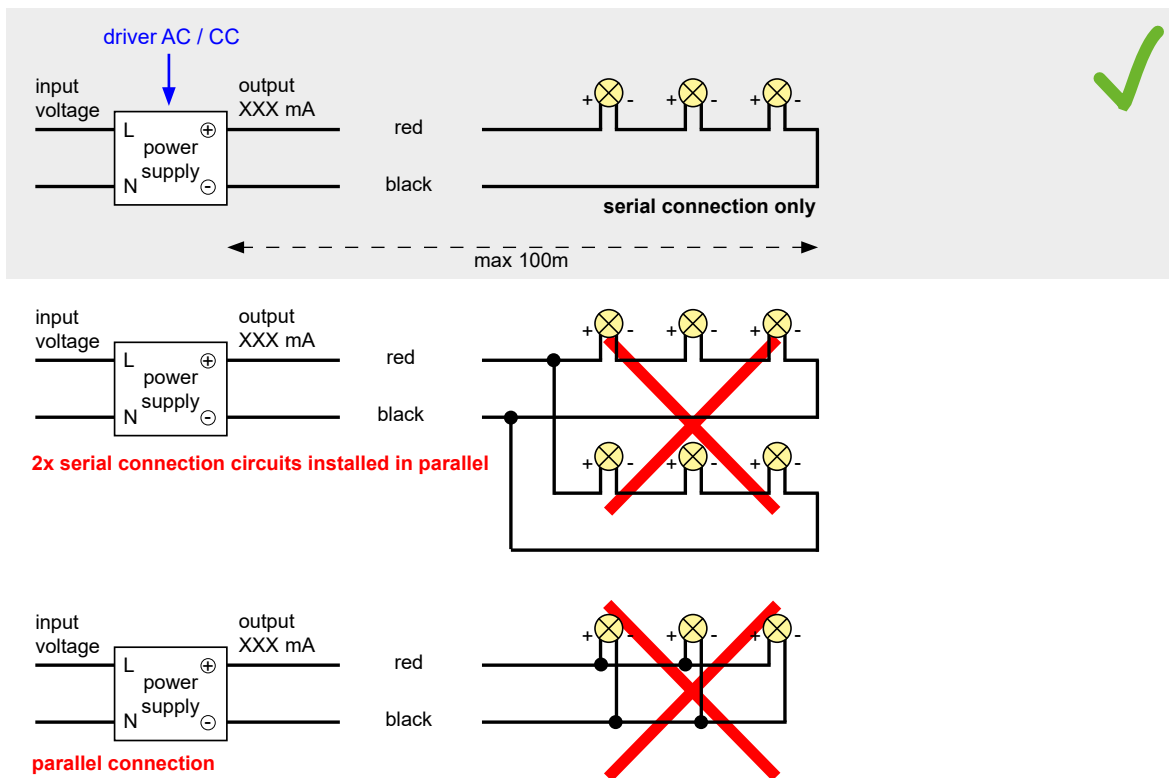 driver AC / CC
input
voltage
output
XXX mA
L
power
supply
N
red
black
+ - + - + -
serial connection only
max 100m
input
voltage
output
XXX mA
L
power
supply
N
red
black
+ - + - + -
2x serial connection circuits installed in parallel
+ - + - + -
input
voltage
output
XXX mA
L
power
supply
N
red
black
+ - + - + -
parallel connection